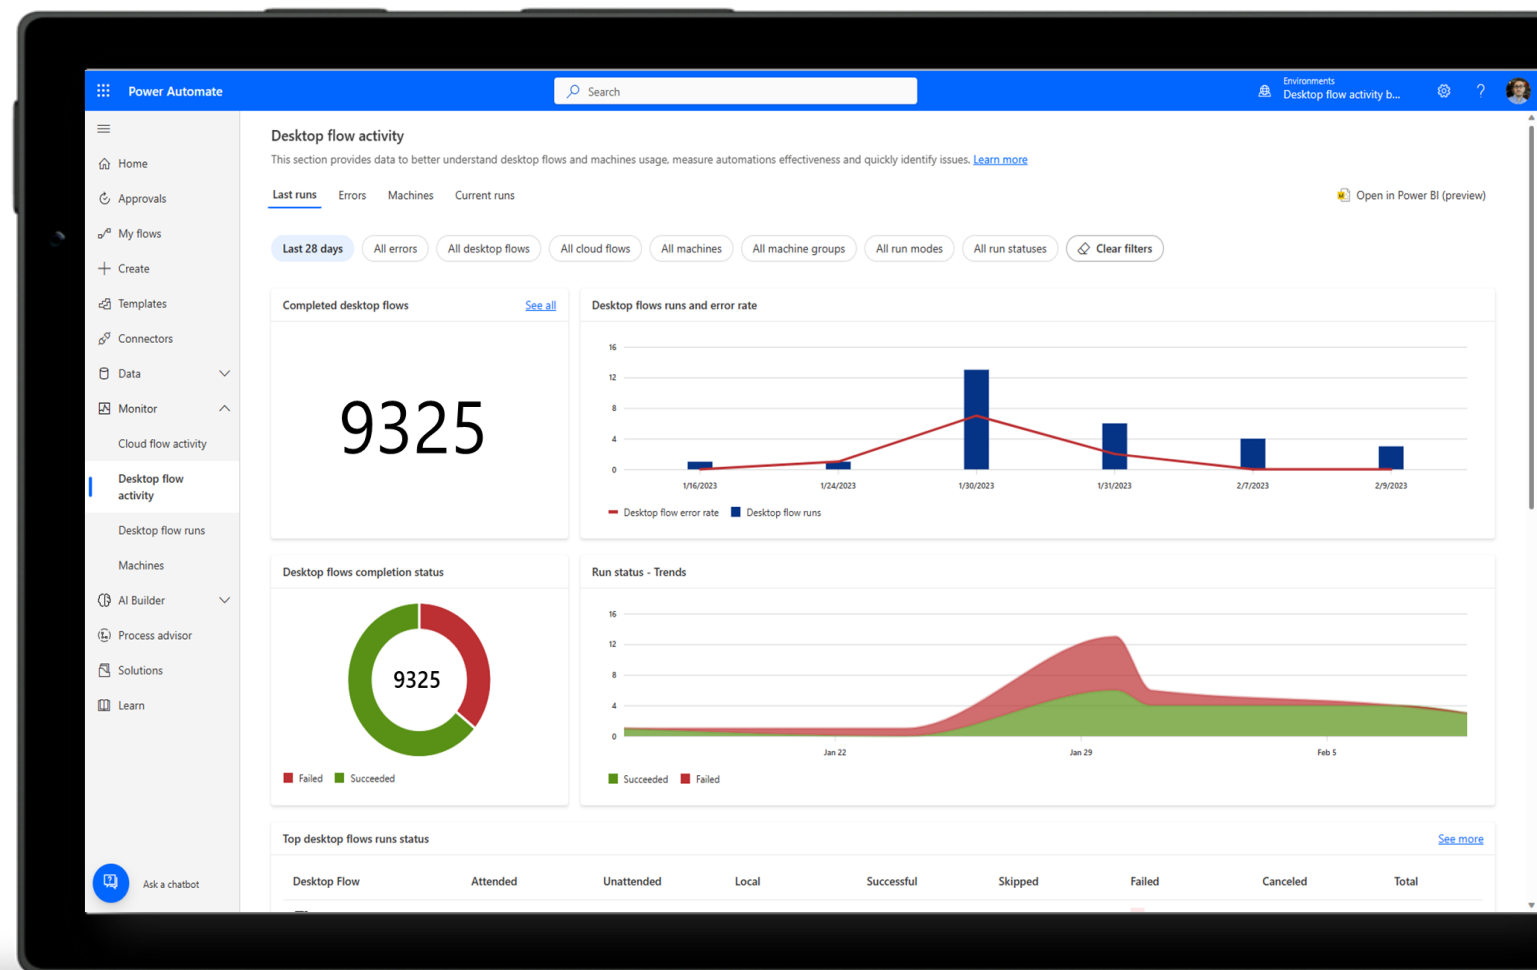 Power Automate
Search
Environments
Desktop flow activity b...
?
Home
Approvals
My flows
Create
Templates
Connectors
Data
Monitor
Cloud flow activity
Desktop flow
activity
Desktop flow runs
Machines
AI Builder
Process advisor
Solutions
Learn
Ask a chatbot
Desktop flow activity
This section provides data to better understand desktop flows and machines usage, measure automations effectiveness and quickly identify issues. Learn more
Last runs Errors Machines Current runs
Open in Power BI (preview)
Last 28 days All errors All desktop flows All cloud flows All machines All machine groups All run modes All run statuses Clear filters
Completed desktop flows See all
9325
Desktop flows runs and error rate
16
12
8
4
0
1/16/2023 1/24/2023 1/30/2023 1/31/2023 2/7/2023 2/9/2023
Desktop flow error rate Desktop flow runs
Desktop flows completion status
9325
Failed Succeeded
Run status - Trends
16
12
8
4
0
Jan 22 Jan 29 Feb 5
Succeeded Failed
Top desktop flows runs status See more
Desktop Flow Attended Unattended Local Successful Skipped Failed Canceled Total